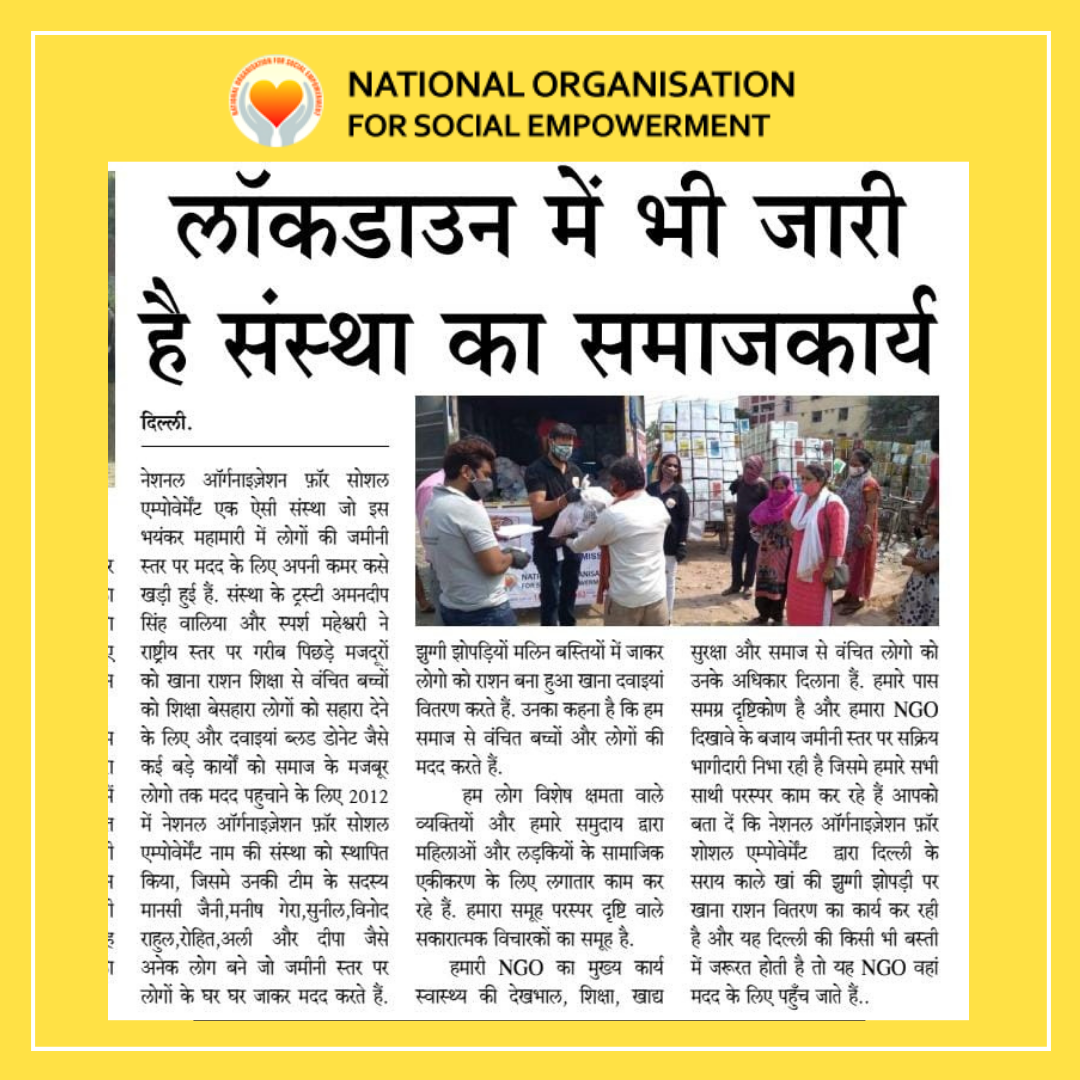 NATIONAL ORGANISATION FOR SOCIAL EMPOWERMENT
NATIONAL ORGANISATION
FOR SOCIAL EMPOWERMENT
लॉकडाउन में भी जारी
है संस्था का समाजकार्य
दिल्ली.
नेशनल ऑर्गनाइज़ेशन फ़ॉर सोशल
एम्पोवेर्मेंट एक ऐसी संस्था जो इस
भयंकर महामारी में लोगों की जमीनी
स्तर पर मदद के लिए अपनी कमर कसे
खड़ी हुई हैं. संस्था के ट्रस्टी अमनदीप
सिंह वालिया और स्पर्श महेश्वरी ने
राष्ट्रीय स्तर पर गरीब पिछड़े मजदूरों
को खाना राशन शिक्षा से वंचित बच्चों
को शिक्षा बेसहारा लोगों को सहारा देने
के लिए और दवाइयां ब्लड डोनेट जैसे
कई बड़े कार्यों को समाज के मजबूर
लोगो तक मदद पहुचाने के लिए 2012
में नेशनल ऑर्गनाइज़ेशन फ़ॉर सोशल
एम्पोवेर्मेंट नाम की संस्था को स्थापित
किया, जिसमे उनकी टीम के सदस्य
मानसी जैनी,मनीष गेरा,सुनील,विनोद
राहुल,रोहित,अली और दीपा जैसे
अनेक लोग बने जो जमीनी स्तर पर
लोगों के घर घर जाकर मदद करते हैं.
झुग्गी झोपड़ियों मलिन बस्तियों में जाकर
लोगो को राशन बना हुआ खाना दवाइयां
वितरण करते हैं. उनका कहना है कि हम
समाज से वंचित बच्चों और लोगों की
मदद करते हैं.
हम लोग विशेष क्षमता वाले
व्यक्तियों और हमारे समुदाय द्वारा
महिलाओं और लड़कियों के सामाजिक
एकीकरण के लिए लगातार काम कर
रहे हैं. हमारा समूह परस्पर दृष्टि वाले
सकारात्मक विचारकों का समूह है.
हमारी NGO का मुख्य कार्य
स्वास्थ्य की देखभाल, शिक्षा, खाद्य
सुरक्षा और समाज से वंचित लोगो को
उनके अधिकार दिलाना हैं. हमारे पास
समग्र दृष्टिकोण है और हमारा NGO
दिखावे के बजाय जमीनी स्तर पर सक्रिय
भागीदारी निभा रही है जिसमे हमारे सभी
साथी परस्पर काम कर रहे हैं आपको
बता दें कि नेशनल ऑर्गनाइज़ेशन फ़ॉर
शोशल एम्पोवेर्मेंट द्वारा दिल्ली के
सराय काले खां की झुग्गी झोपड़ी पर
खाना राशन वितरण का कार्य कर रही
है और यह दिल्ली की किसी भी बस्ती
में जरूरत होती है तो यह NGO वहां
मदद के लिए पहुँच जाते हैं..